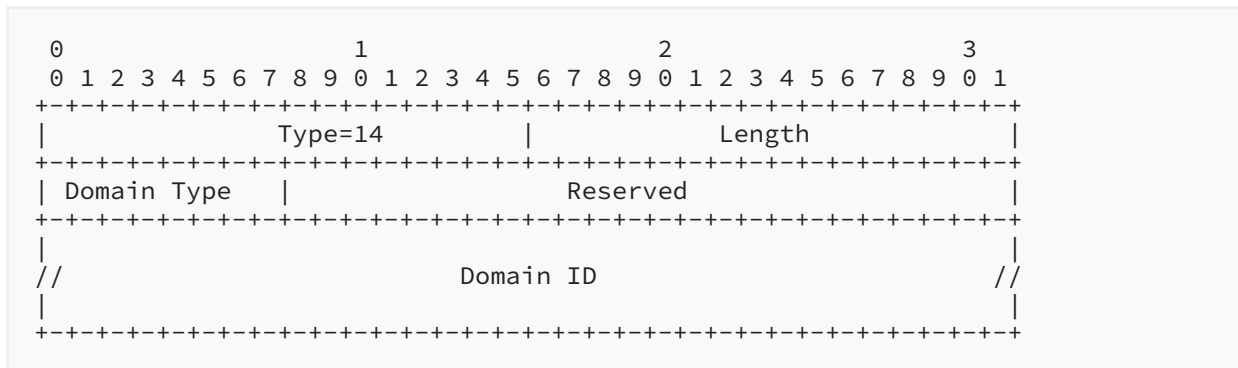 0                   1                   2                   3
 0 1 2 3 4 5 6 7 8 9 0 1 2 3 4 5 6 7 8 9 0 1 2 3 4 5 6 7 8 9 0 1
+-+-+-+-+-+-+-+-+-+-+-+-+-+-+-+-+-+-+-+-+-+-+-+-+-+-+-+-+-+-+-+-+
|               Type=14         |            Length             |
+-+-+-+-+-+-+-+-+-+-+-+-+-+-+-+-+-+-+-+-+-+-+-+-+-+-+-+-+-+-+-+-+
| Domain Type   |                  Reserved                     |
+-+-+-+-+-+-+-+-+-+-+-+-+-+-+-+-+-+-+-+-+-+-+-+-+-+-+-+-+-+-+-+-+
|                                                               |
//                          Domain ID                          //
|                                                               |
+-+-+-+-+-+-+-+-+-+-+-+-+-+-+-+-+-+-+-+-+-+-+-+-+-+-+-+-+-+-+-+-+